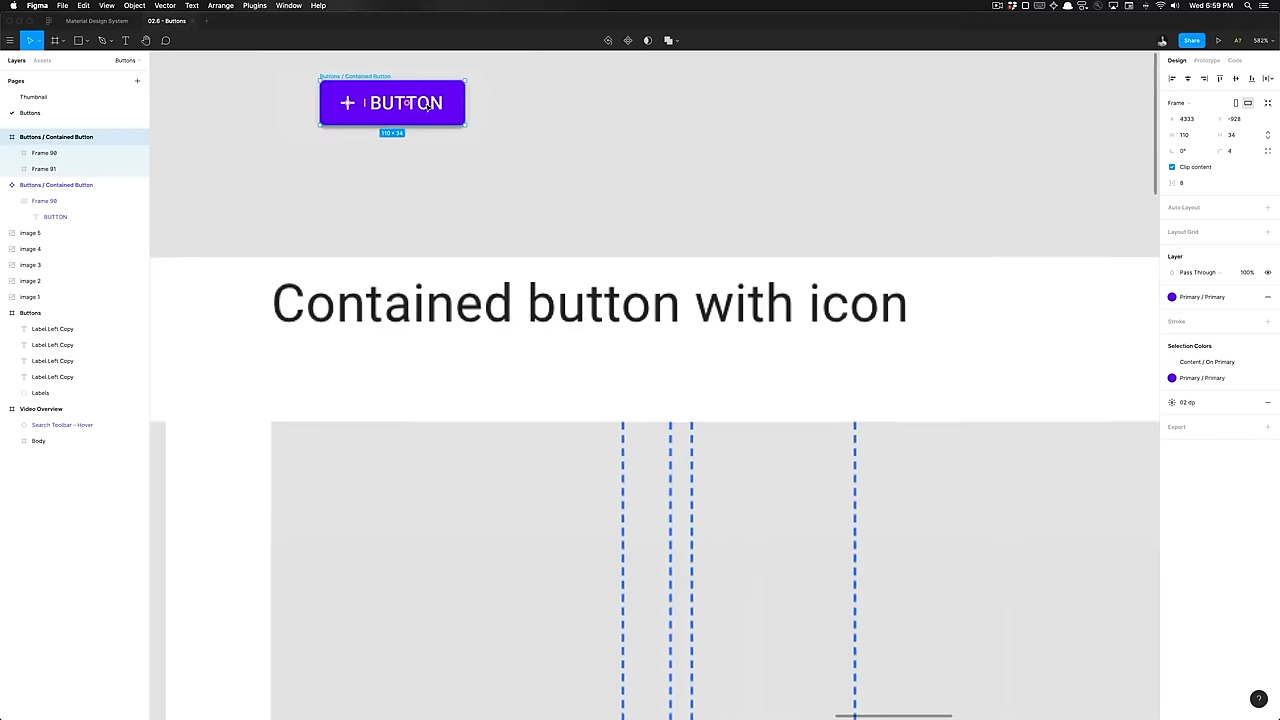 Figma File Edit View Object Vector Text Arrange Plugins Window Help
Wed 6:59 PM
Material Design System
02.6 - Buttons
Share
A?
582%
Layers Assets Buttons
Pages
Thumbnail
Buttons
Buttons / Contained Button
Frame 90
Frame 91
Buttons / Contained Button
Frame 90
BUTTON
image 5
image 4
image 3
image 2
image 1
Buttons
Label Left Copy
Label Left Copy
Label Left Copy
Label Left Copy
Labels
Video Overview
Search Toolbar - Hover
Body
Buttons / Contained Button
BUTTON
110 × 34
Contained button with icon
Design Prototype Code
Frame
X 4333 Y -928
W 110 H 34
0° 4
Clip content
8
Auto Layout
Layout Grid
Layer
Pass Through 100%
Primary / Primary
Stroke
Selection Colors
Content / On Primary
Primary / Primary
02 dp
Export
?